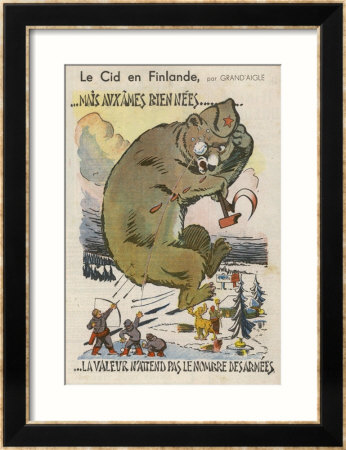 Le Cid en Finlande, par GRAND'AIGLE
...MAIS AUX ÂMES BIEN NÉES..........
...LA VALEUR N'ATTEND PAS LE NOMBRE DES ARMÉES.